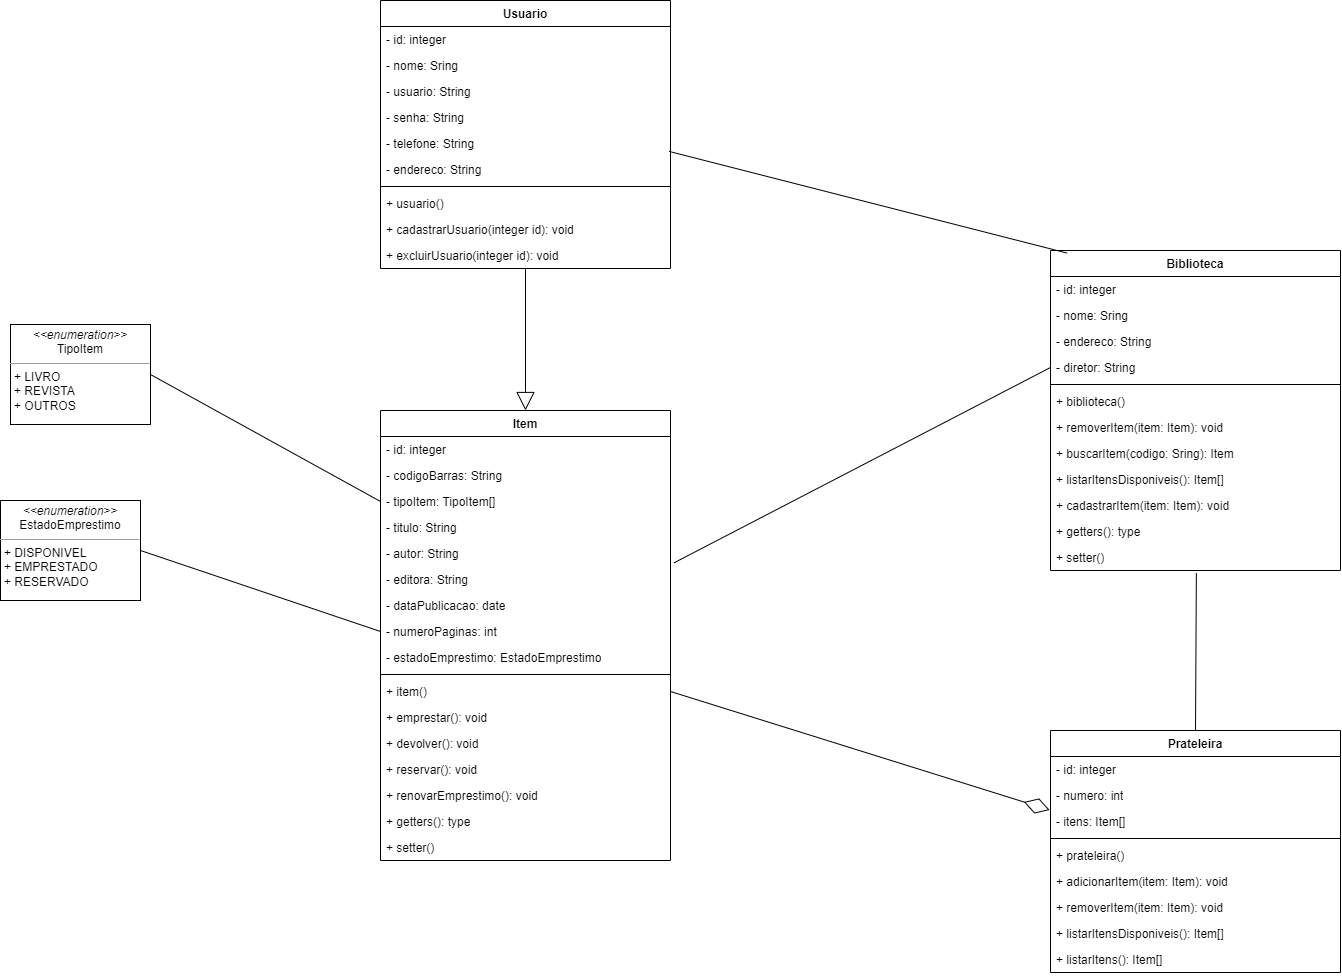 Usuario
- id: integer
- nome: Sring
- usuario: String
- senha: String
- telefone: String
- endereco: String
+ usuario()
+ cadastrarUsuario(integer id): void
+ excluirUsuario(integer id): void
Biblioteca
- id: integer
- nome: Sring
- endereco: String
- diretor: String
+ biblioteca()
+ removerItem(item: Item): void
+ buscarItem(codigo: Sring): Item
+ listarItensDisponiveis(): Item[]
+ cadastrarItem(item: Item): void
+ getters(): type
+ setter()
<<enumeration>>
TipoItem
+ LIVRO
+ REVISTA
+ OUTROS
<<enumeration>>
EstadoEmprestimo
+ DISPONIVEL
+ EMPRESTADO
+ RESERVADO
Item
- id: integer
- codigoBarras: String
- tipoItem: TipoItem[]
- titulo: String
- autor: String
- editora: String
- dataPublicacao: date
- numeroPaginas: int
- estadoEmprestimo: EstadoEmprestimo
+ item()
+ emprestar(): void
+ devolver(): void
+ reservar(): void
+ renovarEmprestimo(): void
+ getters(): type
+ setter()
Prateleira
- id: integer
- numero: int
- itens: Item[]
+ prateleira()
+ adicionarItem(item: Item): void
+ removerItem(item: Item): void
+ listarItensDisponiveis(): Item[]
+ listarItens(): Item[]